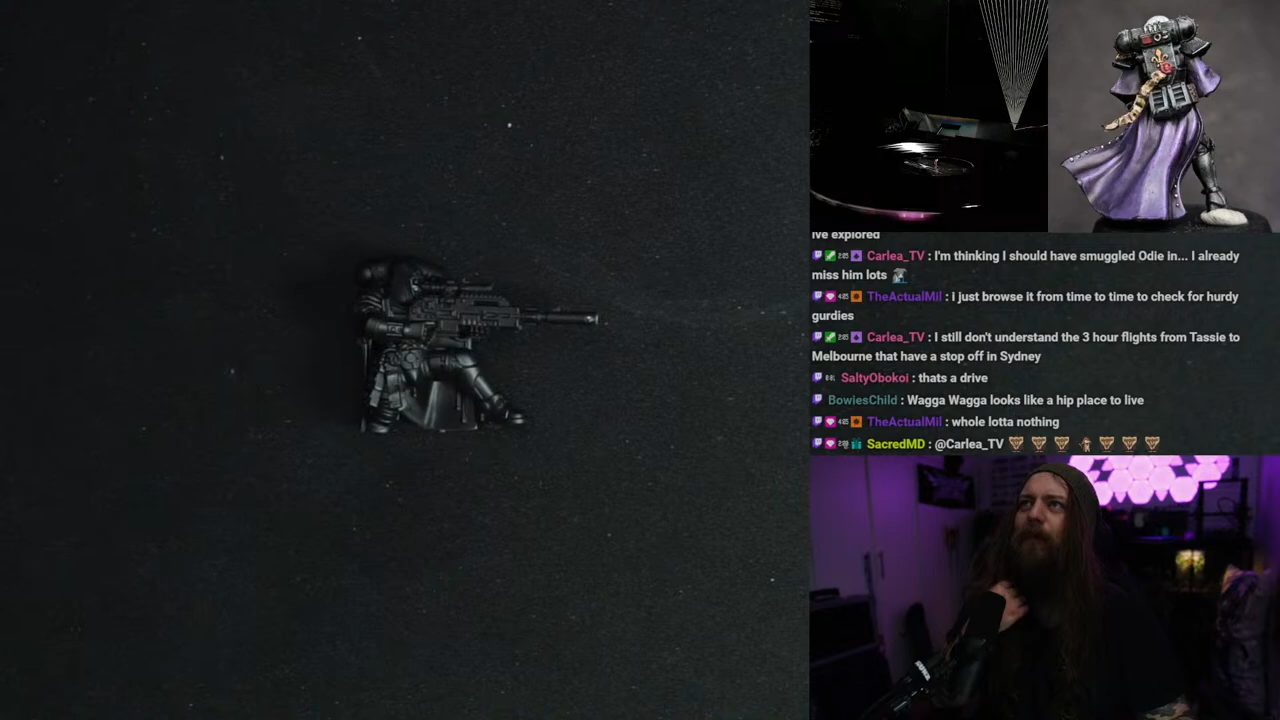 ive explored
Carlea_TV : I'm thinking I should have smuggled Odie in... I already
miss him lots
TheActualMil : i just browse it from time to time to check for hurdy
gurdies
Carlea_TV : I still don't understand the 3 hour flights from Tassie to
Melbourne that have a stop off in Sydney
SaltyObokoi : thats a drive
BowiesChild : Wagga Wagga looks like a hip place to live
TheActualMil : whole lotta nothing
SacredMD : @Carlea_TV